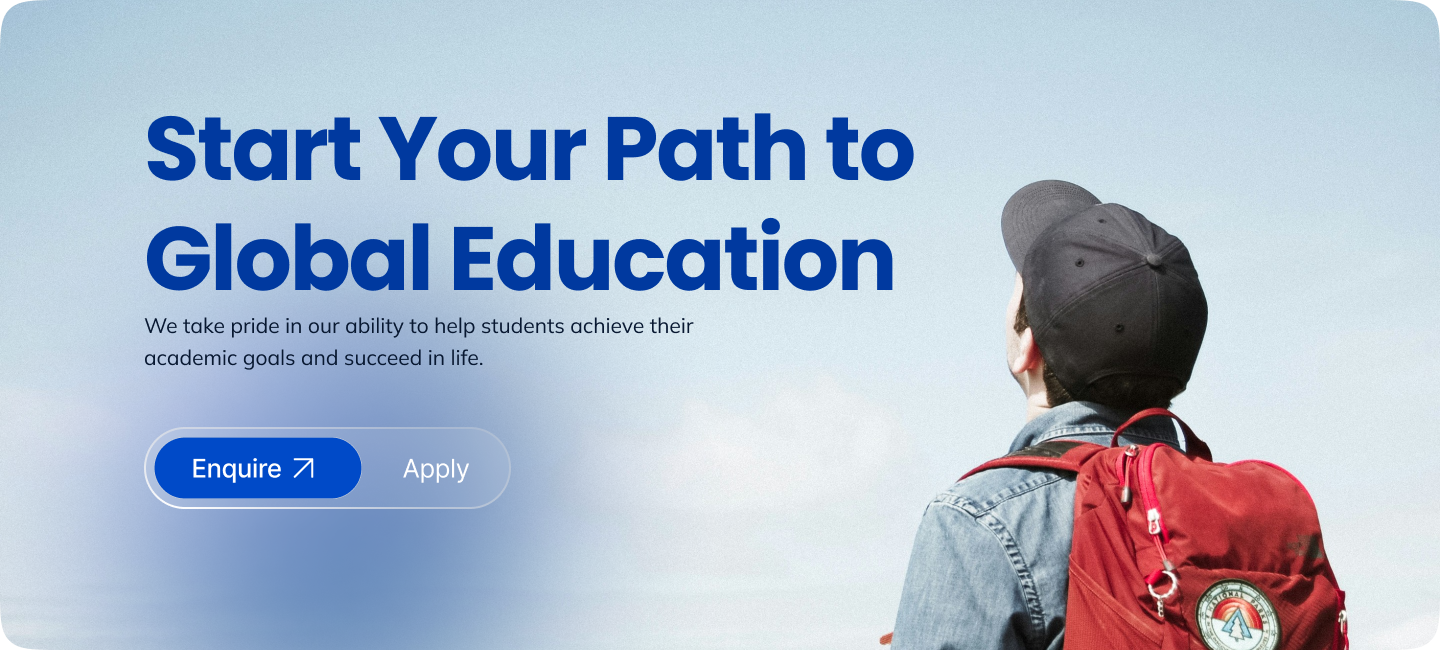 Start Your Path to
Global Education
We take pride in our ability to help students achieve their
academic goals and succeed in life.
Enquire
Apply
NATIONAL